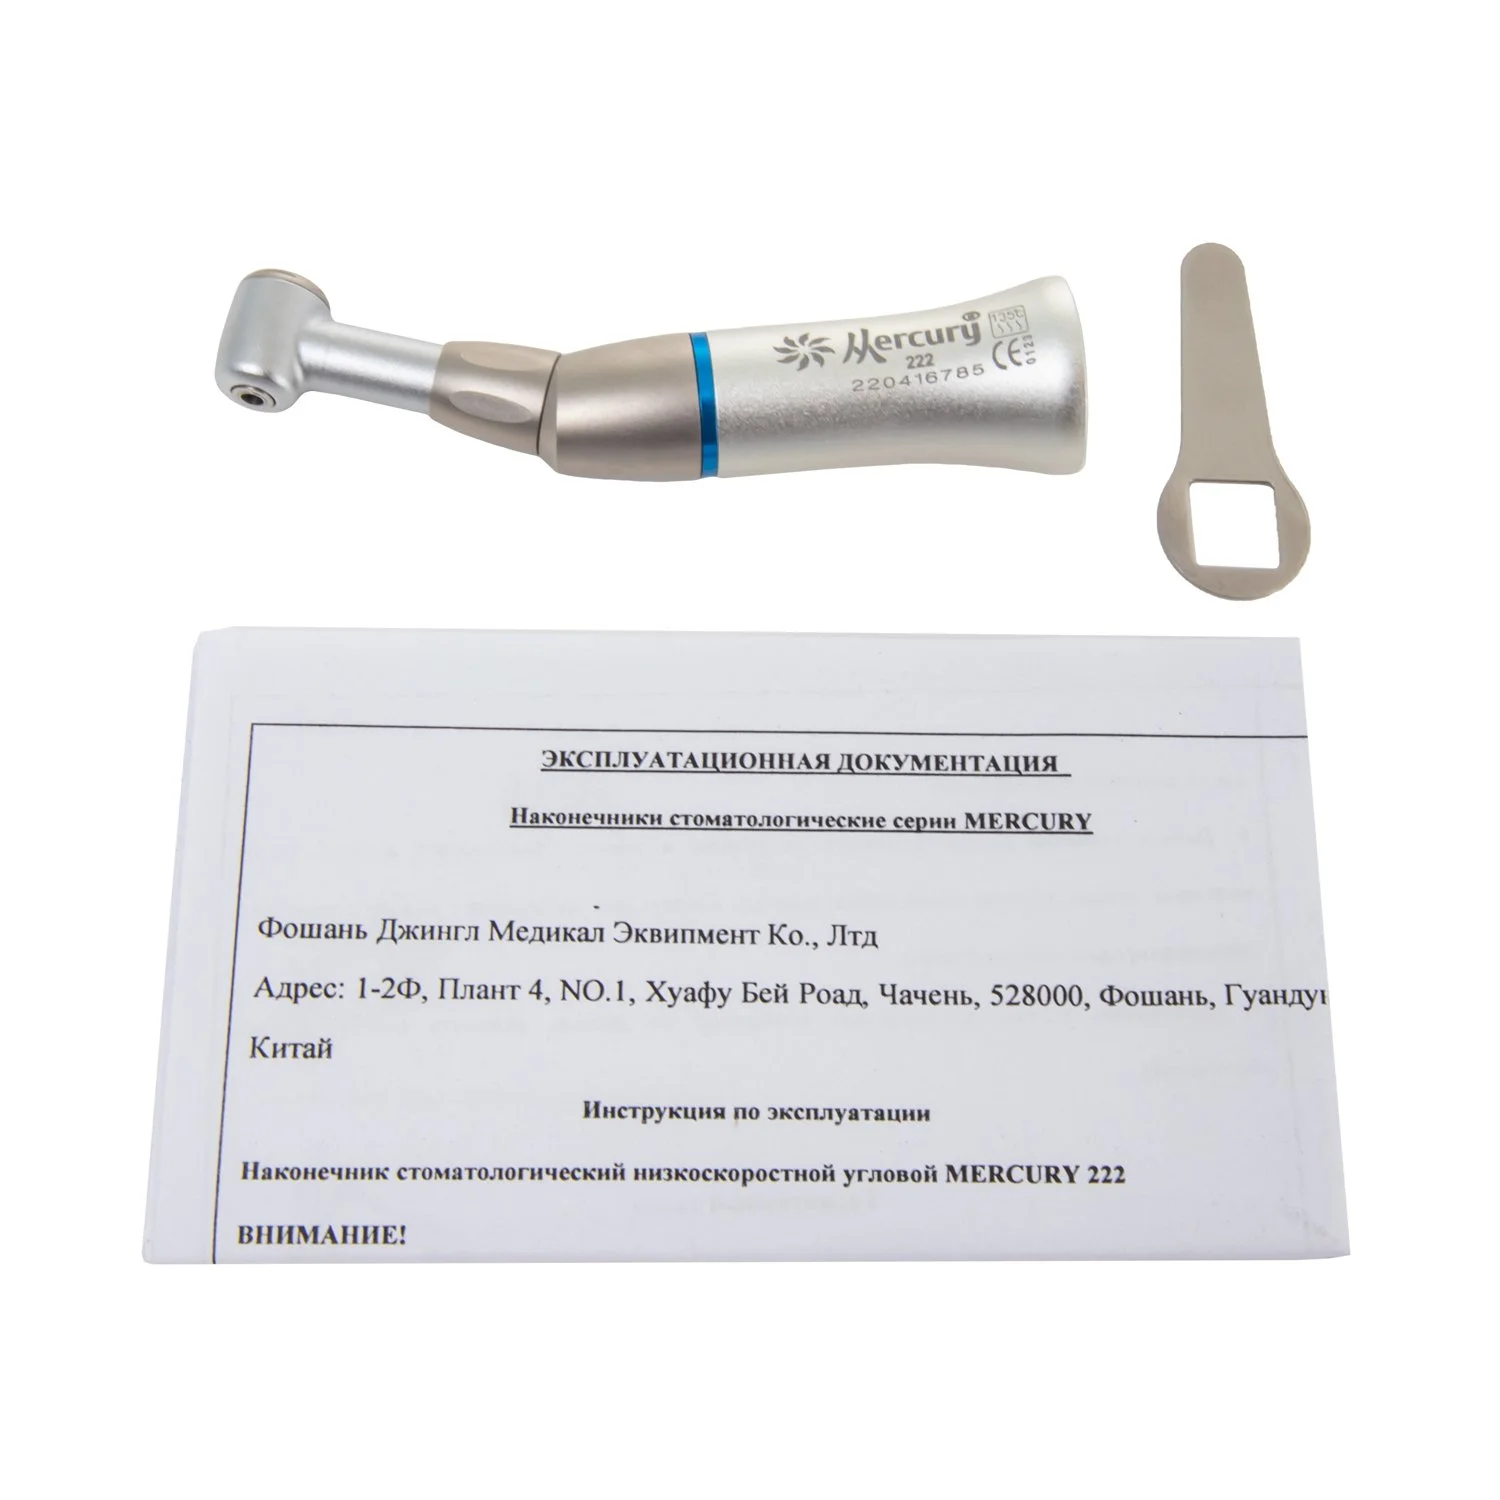 Mercury®
135℃
222
CE
0123
220416785
ЭКСПЛУАТАЦИОННАЯ ДОКУМЕНТАЦИЯ
Наконечники стоматологические серии MERCURY
Фошань Джингл Медикал Эквипмент Ко., Лтд
Адрес: 1-2Ф, Плант 4, NO.1, Хуафу Бей Роад, Чачень, 528000, Фошань,
Китай
Инструкция по эксплуатации
Наконечник стоматологический низкоскоростной угловой MERCURY 222
ВНИМАНИЕ!